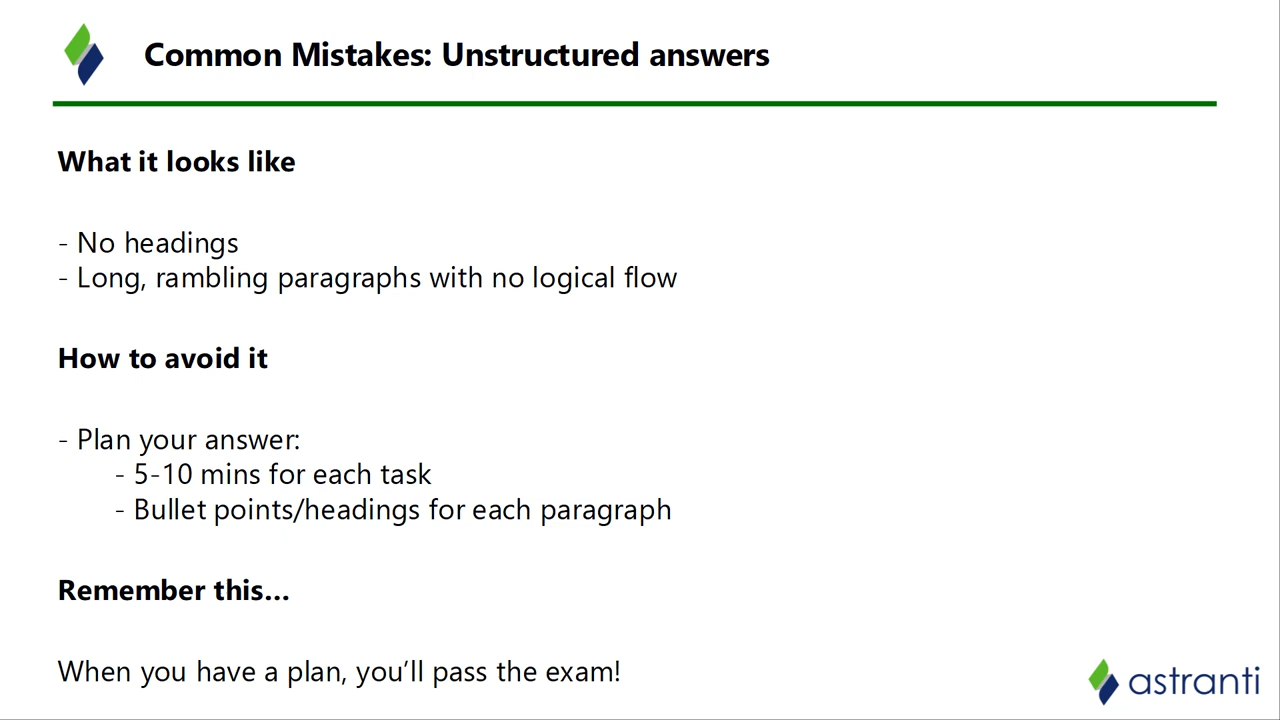 Common Mistakes: Unstructured answers
What it looks like
- No headings
- Long, rambling paragraphs with no logical flow
How to avoid it
- Plan your answer:
- 5-10 mins for each task
- Bullet points/headings for each paragraph
Remember this...
When you have a plan, you’ll pass the exam!
astranti